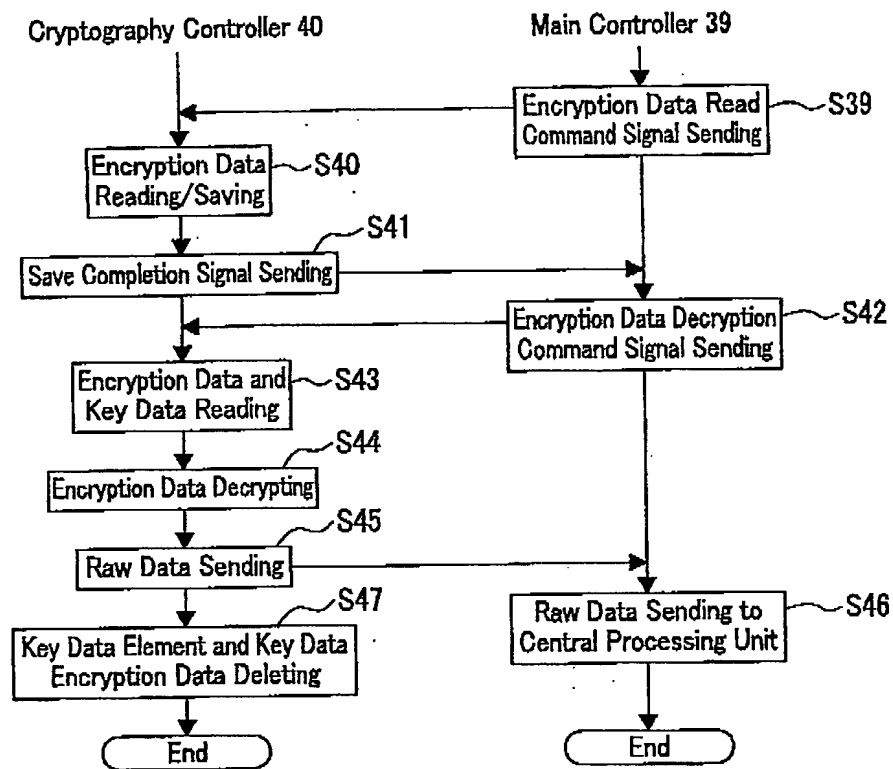 Cryptography Controller 40
Main Controller 39
Encryption Data Read
Command Signal Sending
S39
Encryption Data
Reading/Saving
S40
Save Completion Signal Sending
S41
Encryption Data Decryption
Command Signal Sending
S42
Encryption Data and
Key Data Reading
S43
Encryption Data Decrypting
S44
Raw Data Sending
S45
Raw Data Sending to
Central Processing Unit
S46
Key Data Element and Key Data
Encryption Data Deleting
S47
End
End